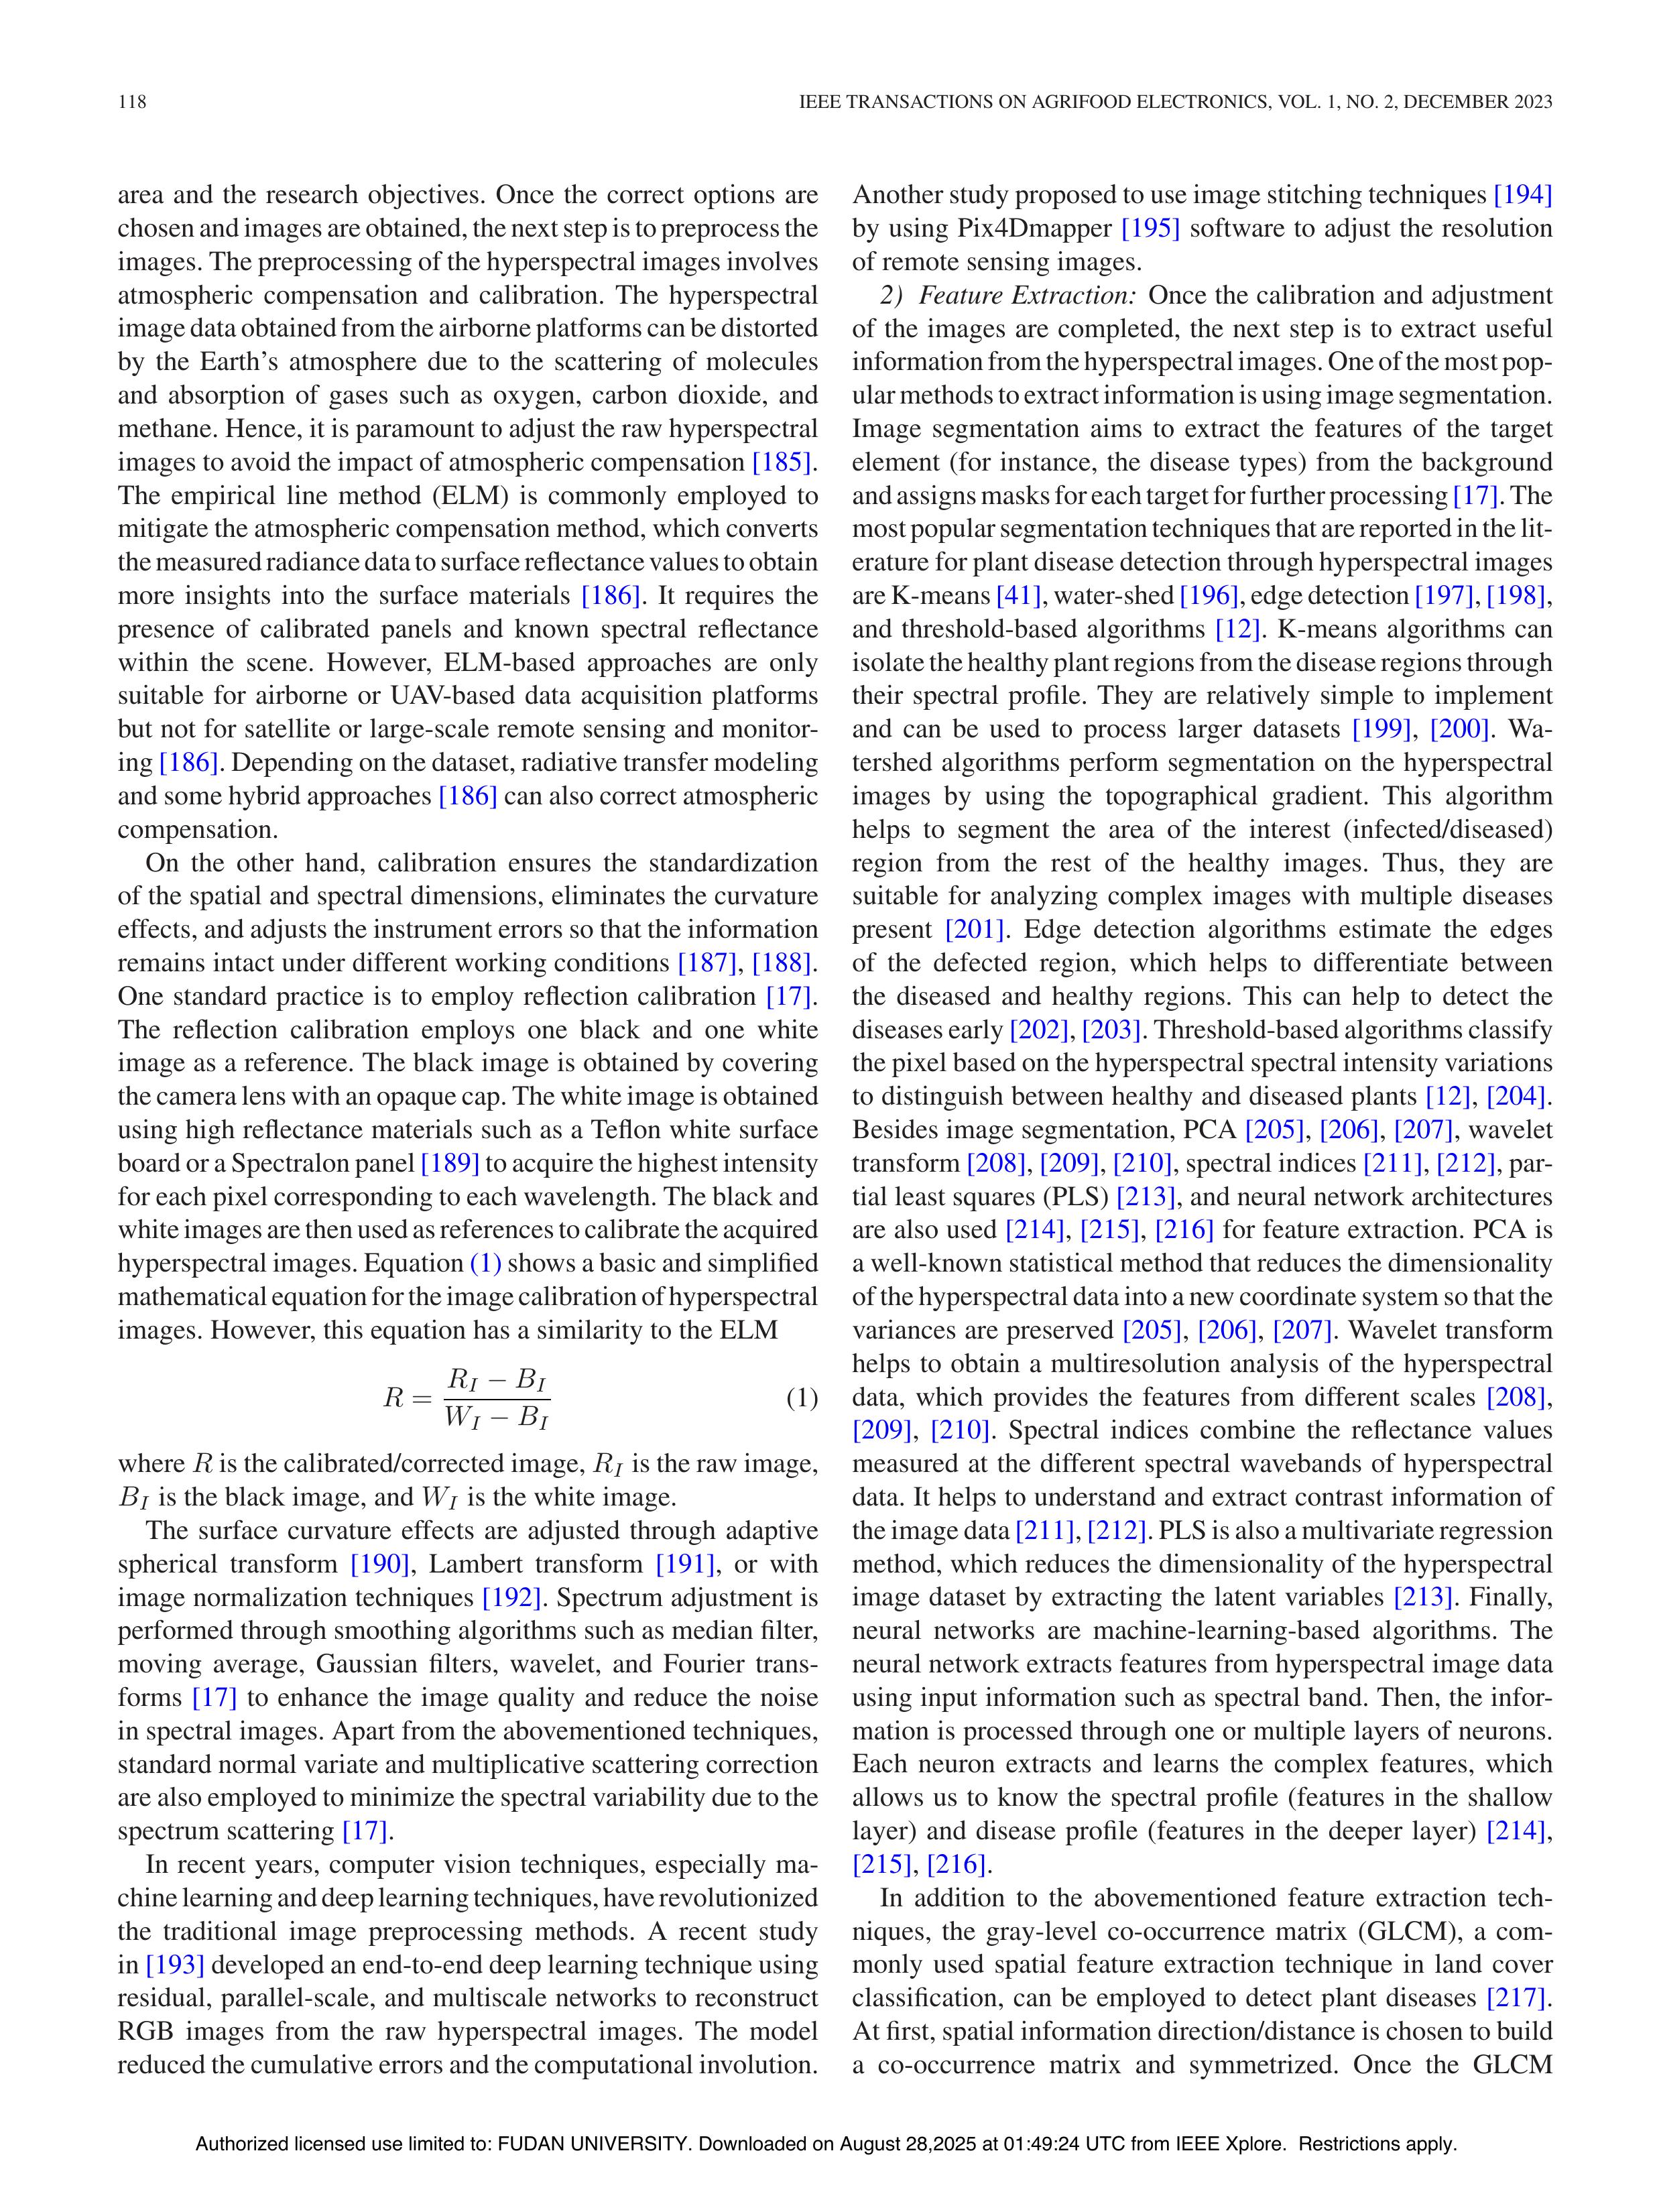 118
IEEE TRANSACTIONS ON AGRIFOOD ELECTRONICS, VOL. 1, NO. 2, DECEMBER 2023
area and the research objectives. Once the correct options are
chosen and images are obtained, the next step is to preprocess the
images. The preprocessing of the hyperspectral images involves
atmospheric compensation and calibration. The hyperspectral
image data obtained from the airborne platforms can be distorted
by the Earth's atmosphere due to the scattering of molecules
and absorption of gases such as oxygen, carbon dioxide, and
methane. Hence, it is paramount to adjust the raw hyperspectral
images to avoid the impact of atmospheric compensation [185].
The empirical line method (ELM) is commonly employed to
mitigate the atmospheric compensation method, which converts
the measured radiance data to surface reflectance values to obtain
more insights into the surface materials [186]. It requires the
presence of calibrated panels and known spectral reflectance
within the scene. However, ELM-based approaches are only
suitable for airborne or UAV-based data acquisition platforms
but not for satellite or large-scale remote sensing and monitor-
ing [186]. Depending on the dataset, radiative transfer modeling
and some hybrid approaches [186] can also correct atmospheric
compensation.
On the other hand, calibration ensures the standardization
of the spatial and spectral dimensions, eliminates the curvature
effects, and adjusts the instrument errors so that the information
remains intact under different working conditions [187], [188].
One standard practice is to employ reflection calibration [17].
The reflection calibration employs one black and one white
image as a reference. The black image is obtained by covering
the camera lens with an opaque cap. The white image is obtained
using high reflectance materials such as a Teflon white surface
board or a Spectralon panel [189] to acquire the highest intensity
for each pixel corresponding to each wavelength. The black and
white images are then used as references to calibrate the acquired
hyperspectral images. Equation (1) shows a basic and simplified
mathematical equation for the image calibration of hyperspectral
images. However, this equation has a similarity to the ELM
R = (R_I − B_I) / (W_I − B_I) (1)
where R is the calibrated/corrected image, R_I is the raw image,
B_I is the black image, and W_I is the white image.
The surface curvature effects are adjusted through adaptive
spherical transform [190], Lambert transform [191], or with
image normalization techniques [192]. Spectrum adjustment is
performed through smoothing algorithms such as median filter,
moving average, Gaussian filters, wavelet, and Fourier trans-
forms [17] to enhance the image quality and reduce the noise
in spectral images. Apart from the abovementioned techniques,
standard normal variate and multiplicative scattering correction
are also employed to minimize the spectral variability due to the
spectrum scattering [17].
In recent years, computer vision techniques, especially ma-
chine learning and deep learning techniques, have revolutionized
the traditional image preprocessing methods. A recent study
in [193] developed an end-to-end deep learning technique using
residual, parallel-scale, and multiscale networks to reconstruct
RGB images from the raw hyperspectral images. The model
reduced the cumulative errors and the computational involution.
Another study proposed to use image stitching techniques [194]
by using Pix4Dmapper [195] software to adjust the resolution
of remote sensing images.
2) Feature Extraction: Once the calibration and adjustment
of the images are completed, the next step is to extract useful
information from the hyperspectral images. One of the most pop-
ular methods to extract information is using image segmentation.
Image segmentation aims to extract the features of the target
element (for instance, the disease types) from the background
and assigns masks for each target for further processing [17]. The
most popular segmentation techniques that are reported in the lit-
erature for plant disease detection through hyperspectral images
are K-means [41], water-shed [196], edge detection [197], [198],
and threshold-based algorithms [12]. K-means algorithms can
isolate the healthy plant regions from the disease regions through
their spectral profile. They are relatively simple to implement
and can be used to process larger datasets [199], [200]. Wa-
tershed algorithms perform segmentation on the hyperspectral
images by using the topographical gradient. This algorithm
helps to segment the area of the interest (infected/diseased)
region from the rest of the healthy images. Thus, they are
suitable for analyzing complex images with multiple diseases
present [201]. Edge detection algorithms estimate the edges
of the defected region, which helps to differentiate between
the diseased and healthy regions. This can help to detect the
diseases early [202], [203]. Threshold-based algorithms classify
the pixel based on the hyperspectral spectral intensity variations
to distinguish between healthy and diseased plants [12], [204].
Besides image segmentation, PCA [205], [206], [207], wavelet
transform [208], [209], [210], spectral indices [211], [212], par-
tial least squares (PLS) [213], and neural network architectures
are also used [214], [215], [216] for feature extraction. PCA is
a well-known statistical method that reduces the dimensionality
of the hyperspectral data into a new coordinate system so that the
variances are preserved [205], [206], [207]. Wavelet transform
helps to obtain a multiresolution analysis of the hyperspectral
data, which provides the features from different scales [208],
[209], [210]. Spectral indices combine the reflectance values
measured at the different spectral wavebands of hyperspectral
data. It helps to understand and extract contrast information of
the image data [211], [212]. PLS is also a multivariate regression
method, which reduces the dimensionality of the hyperspectral
image dataset by extracting the latent variables [213]. Finally,
neural networks are machine-learning-based algorithms. The
neural network extracts features from hyperspectral image data
using input information such as spectral band. Then, the infor-
mation is processed through one or multiple layers of neurons.
Each neuron extracts and learns the complex features, which
allows us to know the spectral profile (features in the shallow
layer) and disease profile (features in the deeper layer) [214],
[215], [216].
In addition to the abovementioned feature extraction tech-
niques, the gray-level co-occurrence matrix (GLCM), a com-
monly used spatial feature extraction technique in land cover
classification, can be employed to detect plant diseases [217].
At first, spatial information direction/distance is chosen to build
a co-occurrence matrix and symmetrized. Once the GLCM
Authorized licensed use limited to: FUDAN UNIVERSITY. Downloaded on August 28,2025 at 01:49:24 UTC from IEEE Xplore. Restrictions apply.